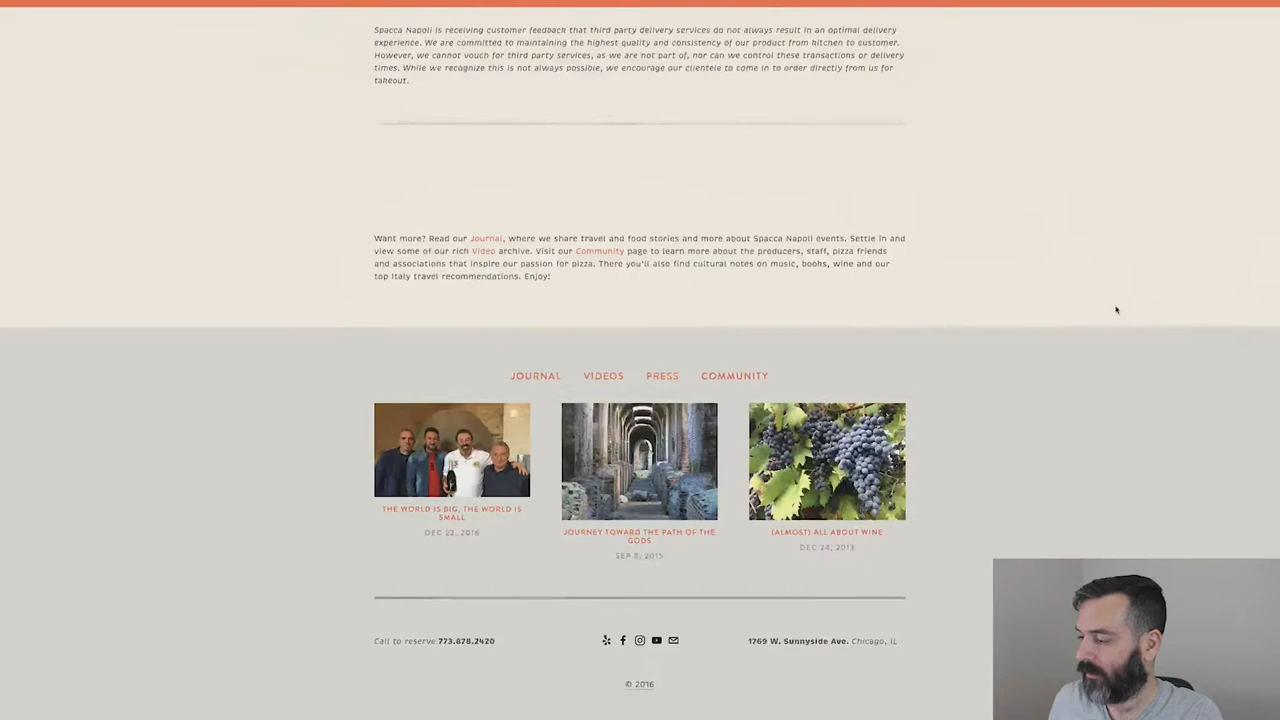 Spacca Napoli is receiving customer feedback that third party delivery services do not always result in an optimal delivery
experience. We are committed to maintaining the highest quality and consistency of our product from kitchen to customer.
However, we cannot vouch for third party services, as we are not part of, nor can we control these transactions or delivery
times. While we recognize this is not always possible, we encourage our clientele to come in to order directly from us for
takeout.
Want more? Read our Journal, where we share travel and food stories and more about Spacca Napoli events. Settle in and
view some of our rich Video archive. Visit our Community page to learn more about the producers, staff, pizza friends
and associations that inspire our passion for pizza. There you'll also find cultural notes on music, books, wine and our
top Italy travel recommendations. Enjoy!
JOURNAL VIDEOS PRESS COMMUNITY
THE WORLD IS BIG, THE WORLD IS
SMALL
DEC 22, 2016
JOURNEY TOWARD THE PATH OF THE
GODS
SEP 8, 2015
(ALMOST) ALL ABOUT WINE
DEC 24, 2013
Call to reserve 773.878.2420
1769 W. Sunnyside Ave. Chicago, IL
© 2016